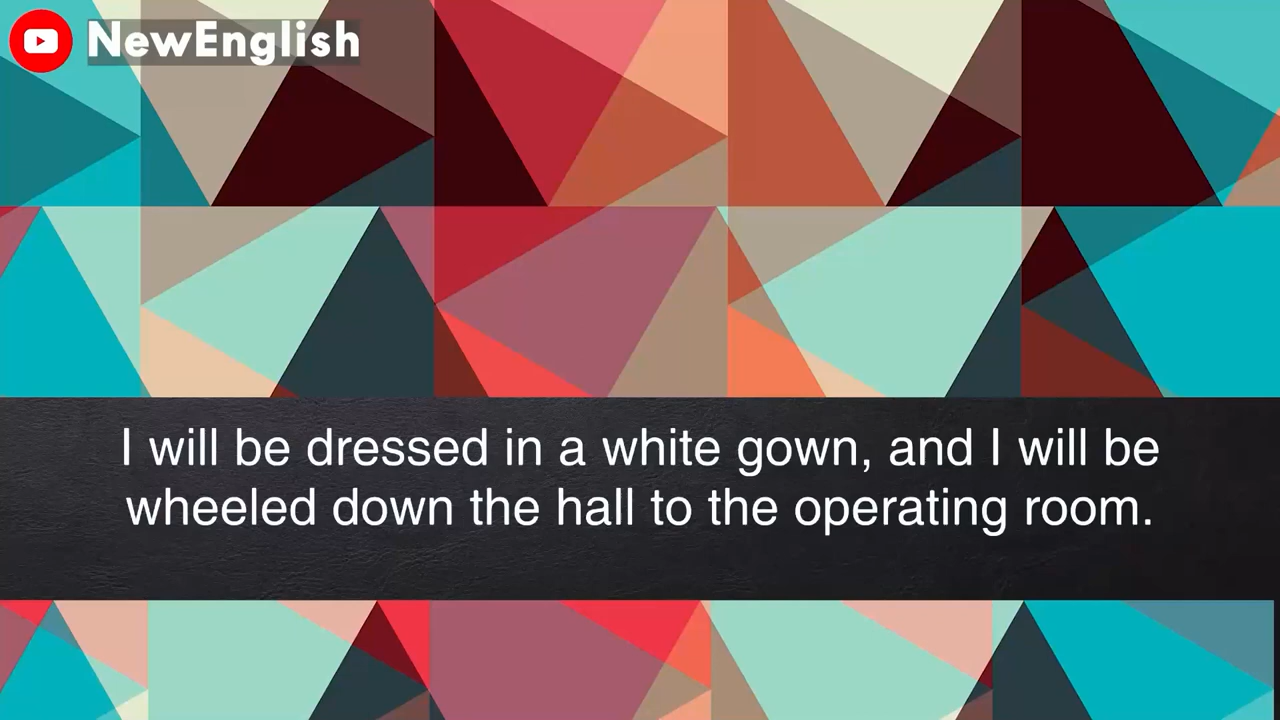 NewEnglish
I will be dressed in a white gown, and I will be
wheeled down the hall to the operating room.